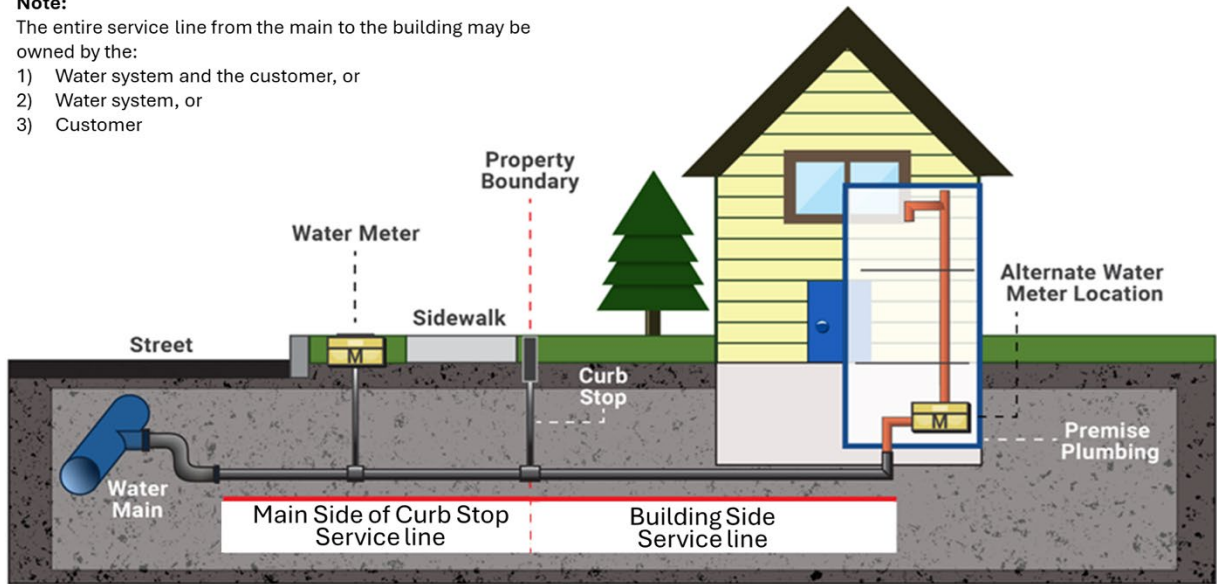 Note:
The entire service line from the main to the building may be
owned by the:
1) Water system and the customer, or
2) Water system, or
3) Customer
Property
Boundary
Water Meter
Alternate Water
Meter Location
Sidewalk
Street
M
Curb
Stop
M
Premise
Plumbing
Water
Main
Main Side of Curb Stop
Service line
Building Side
Service line